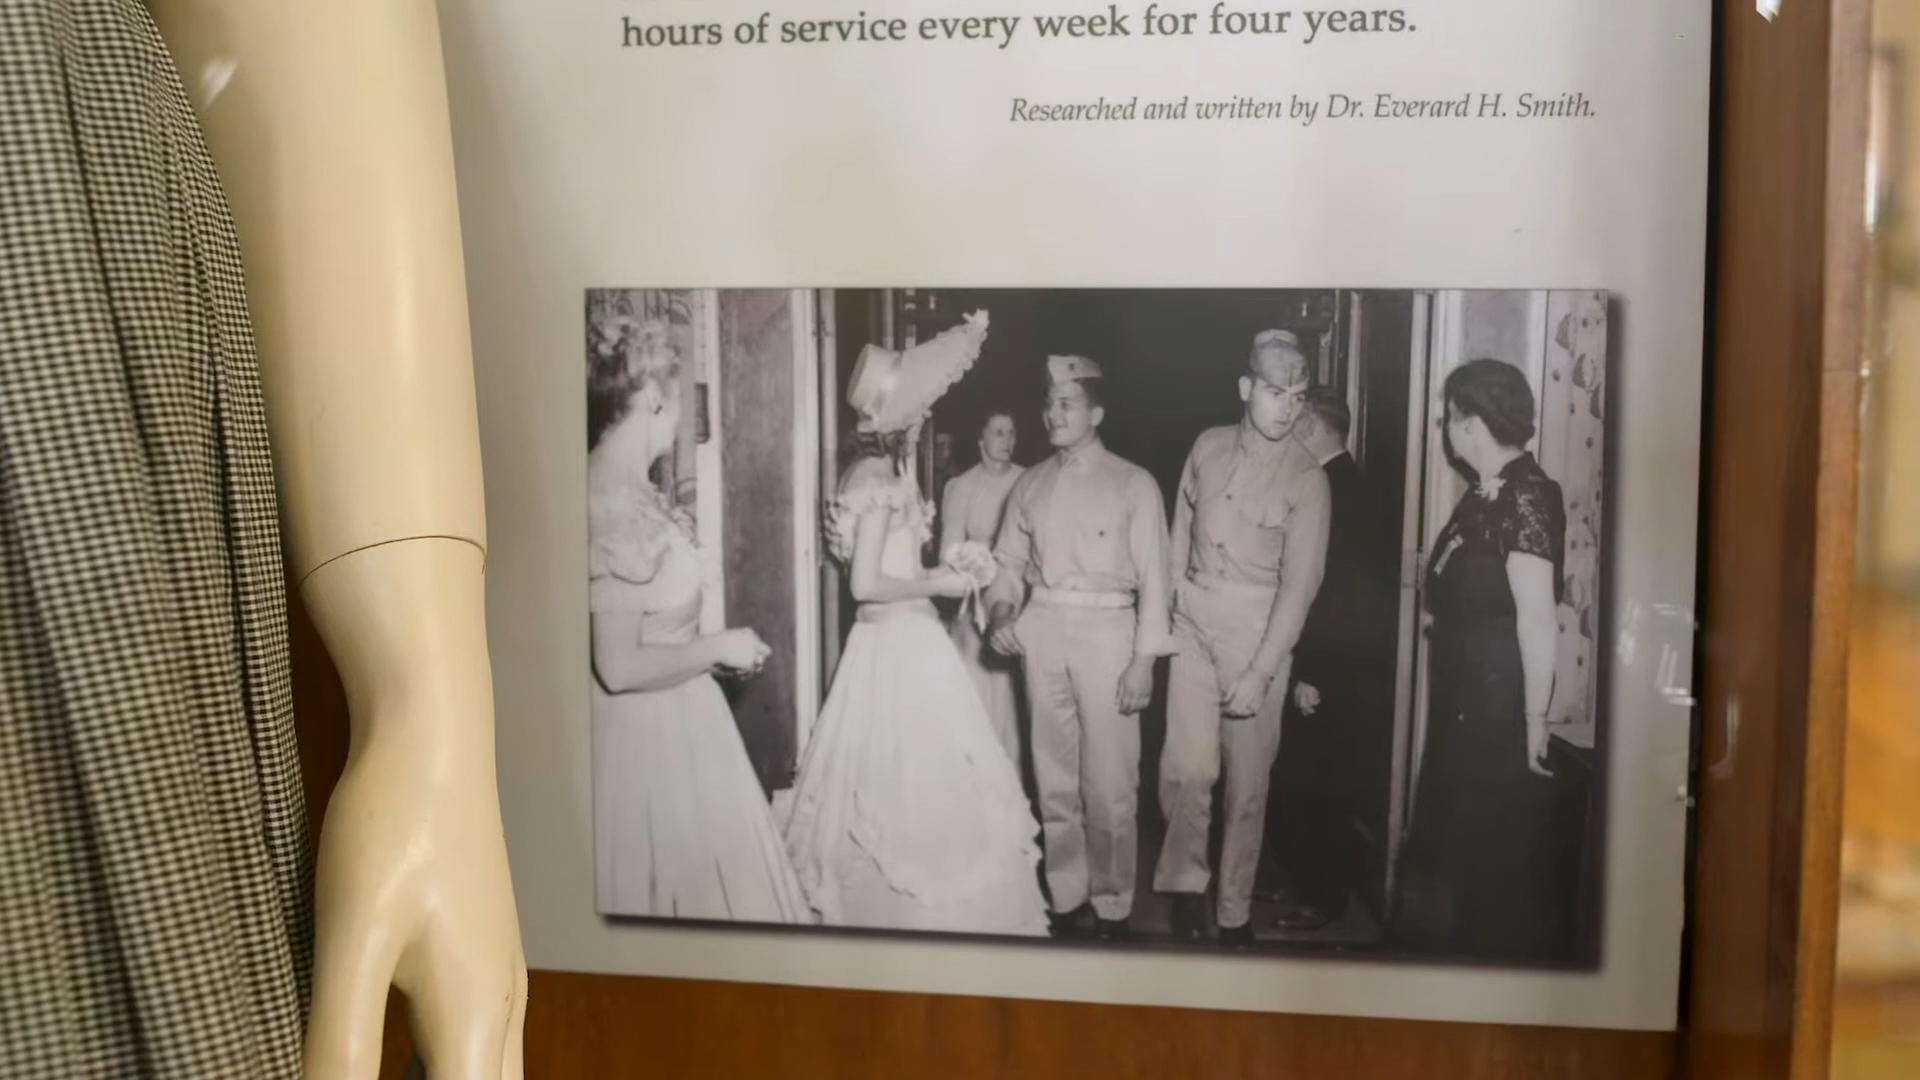 hours of service every week for four years.
Researched and written by Dr. Everard H. Smith.